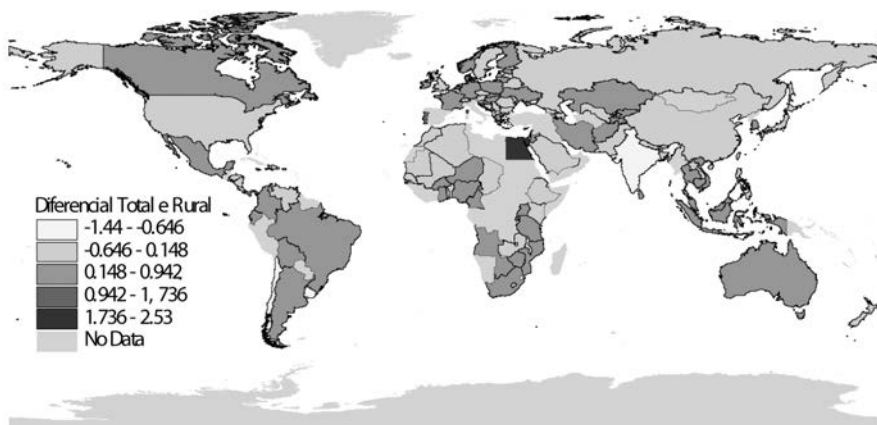 Diferencial Total e Rural
-1.44 - -0.646
-0.646 - 0.148
0.148 - 0.942
0.942 - 1, 736
1.736 - 2.53
No Data